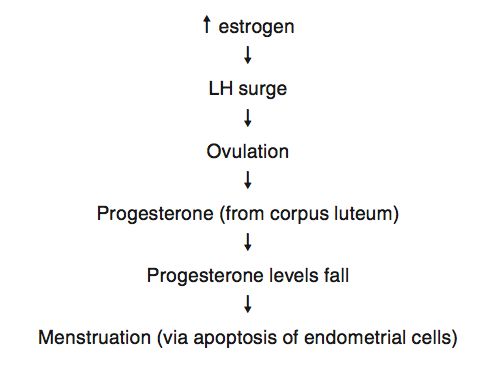 ↑ estrogen
↓
LH surge
↓
Ovulation
↓
Progesterone (from corpus luteum)
↓
Progesterone levels fall
↓
Menstruation (via apoptosis of endometrial cells)